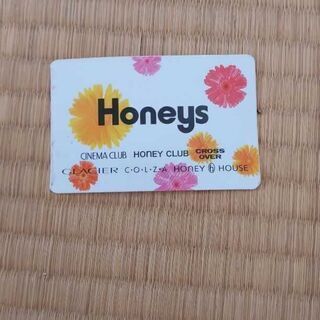 Honeys
CINEMA CLUB HONEY CLUB CROSS OVER
GLACIER C·O·L·Z·A HONEY HOUSE